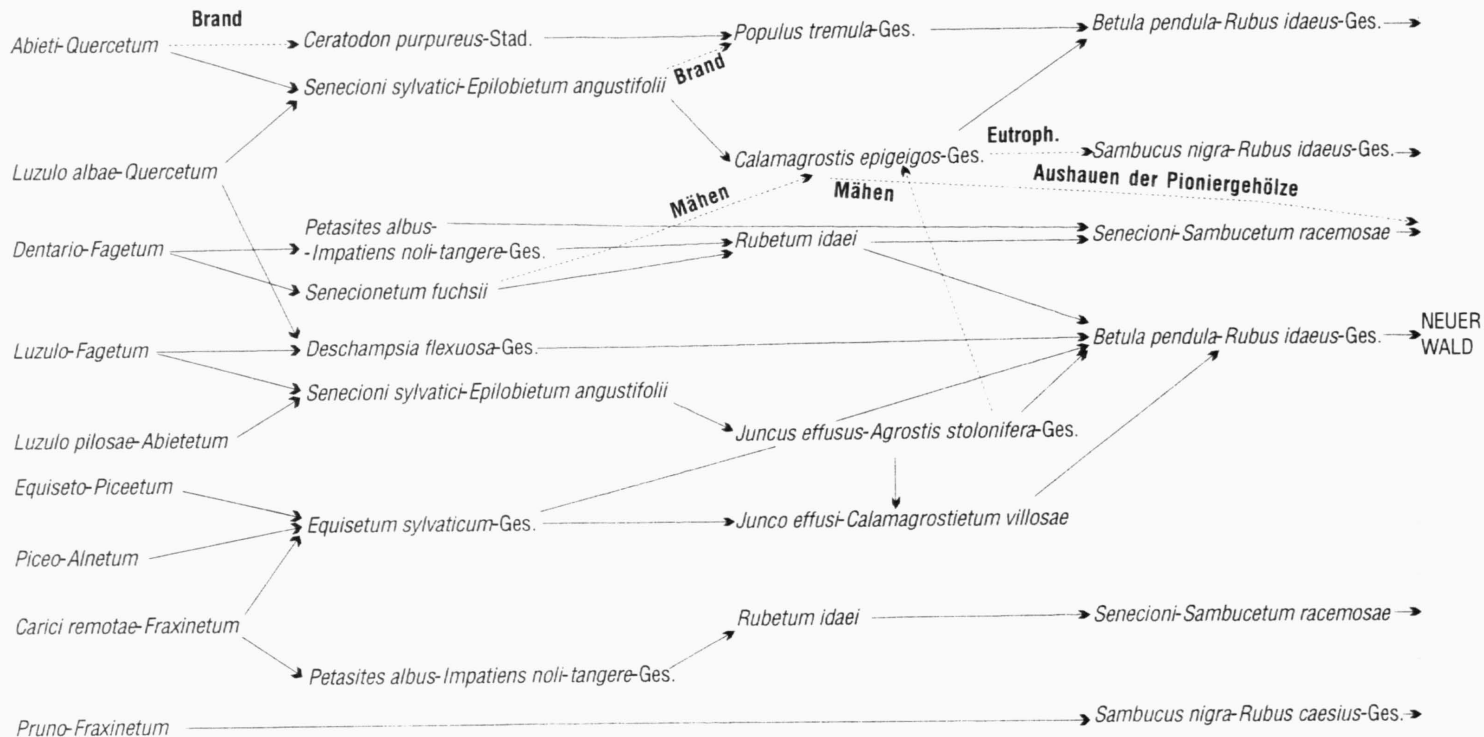 Brand
Abieti-Quercetum
Ceratodon purpureus-Stad.
Populus tremula-Ges.
Betula pendula-Rubus idaeus-Ges.
Senecioni sylvatici-Epilobietum angustifolii
Brand
Luzulo albae-Quercetum
Calamagrostis epigeigos-Ges.
Eutroph.
Sambucus nigra-Rubus idaeus-Ges.
Mähen
Mähen
Aushauen der Pioniergehölze
Dentario-Fagetum
Petasites albus-
-Impatiens noli-tangere-Ges.
Rubetum idaei
Senecioni-Sambucetum racemosae
Senecionetum fuchsii
Luzulo-Fagetum
Deschampsia flexuosa-Ges.
Betula pendula-Rubus idaeus-Ges.
NEUER
WALD
Senecioni sylvatici-Epilobietum angustifolii
Luzulo pilosae-Abietetum
Juncus effusus-Agrostis stolonifera-Ges.
Equiseto-Piceetum
Equisetum sylvaticum-Ges.
Junco effusi-Calamagrostietum villosae
Piceo-Alnetum
Carici remotae-Fraxinetum
Rubetum idaei
Senecioni-Sambucetum racemosae
Petasites albus-Impatiens noli-tangere-Ges.
Pruno-Fraxinetum
Sambucus nigra-Rubus caesius-Ges.